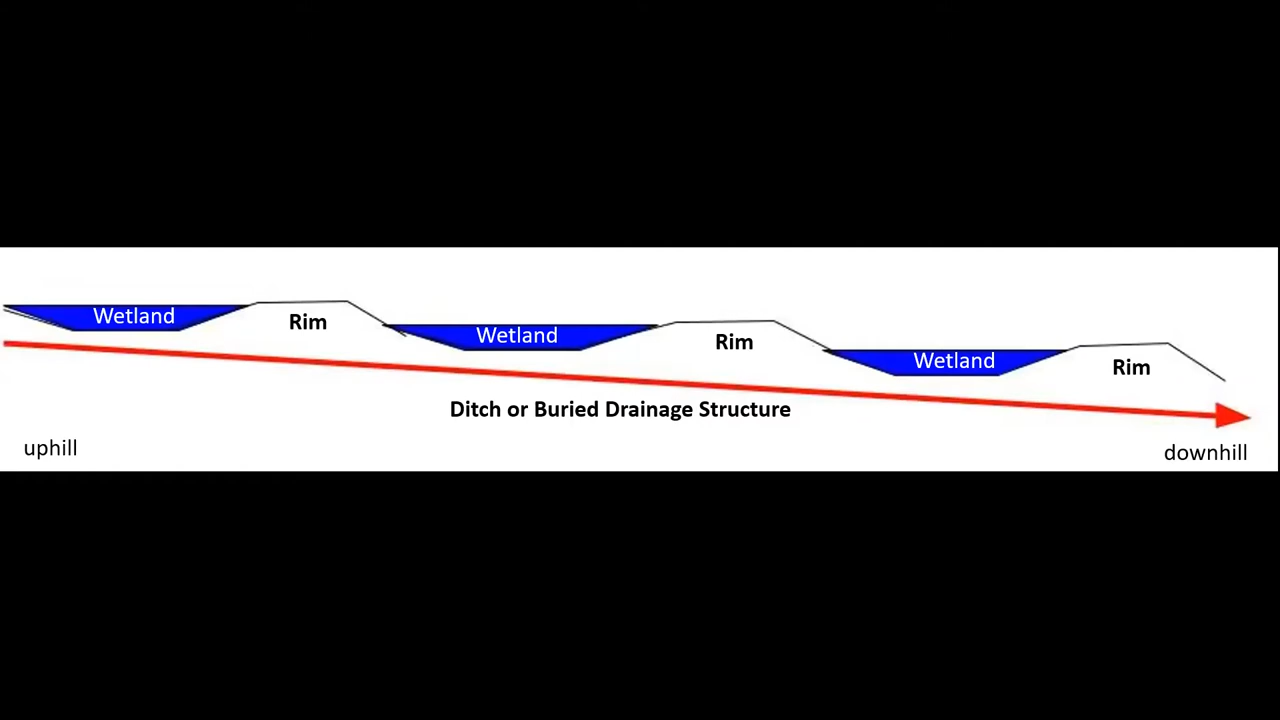 Wetland
Rim
Wetland
Rim
Wetland
Rim
Ditch or Buried Drainage Structure
uphill
downhill